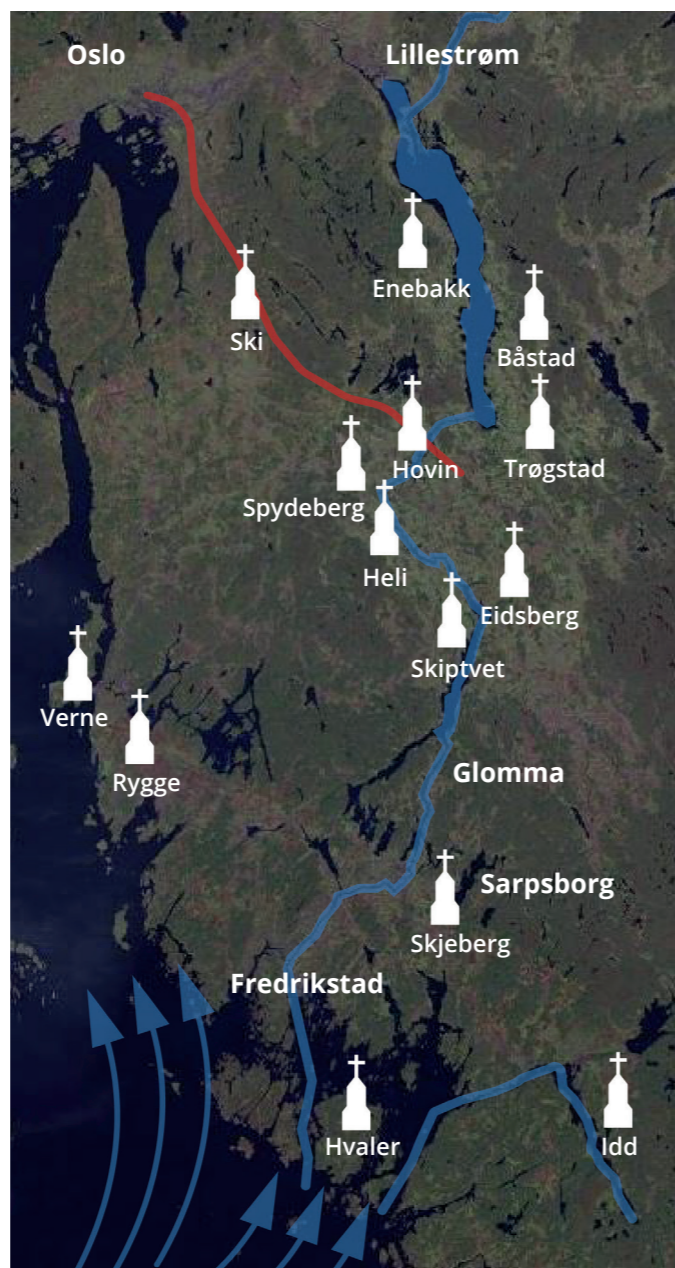 Oslo
Lillestrøm
Enebakk
Ski
Båstad
Hovin
Trøgstad
Spydeberg
Heli
Eidsberg
Skiptvet
Verne
Rygge
Glomma
Sarpsborg
Skjeberg
Fredrikstad
Hvaler
Idd